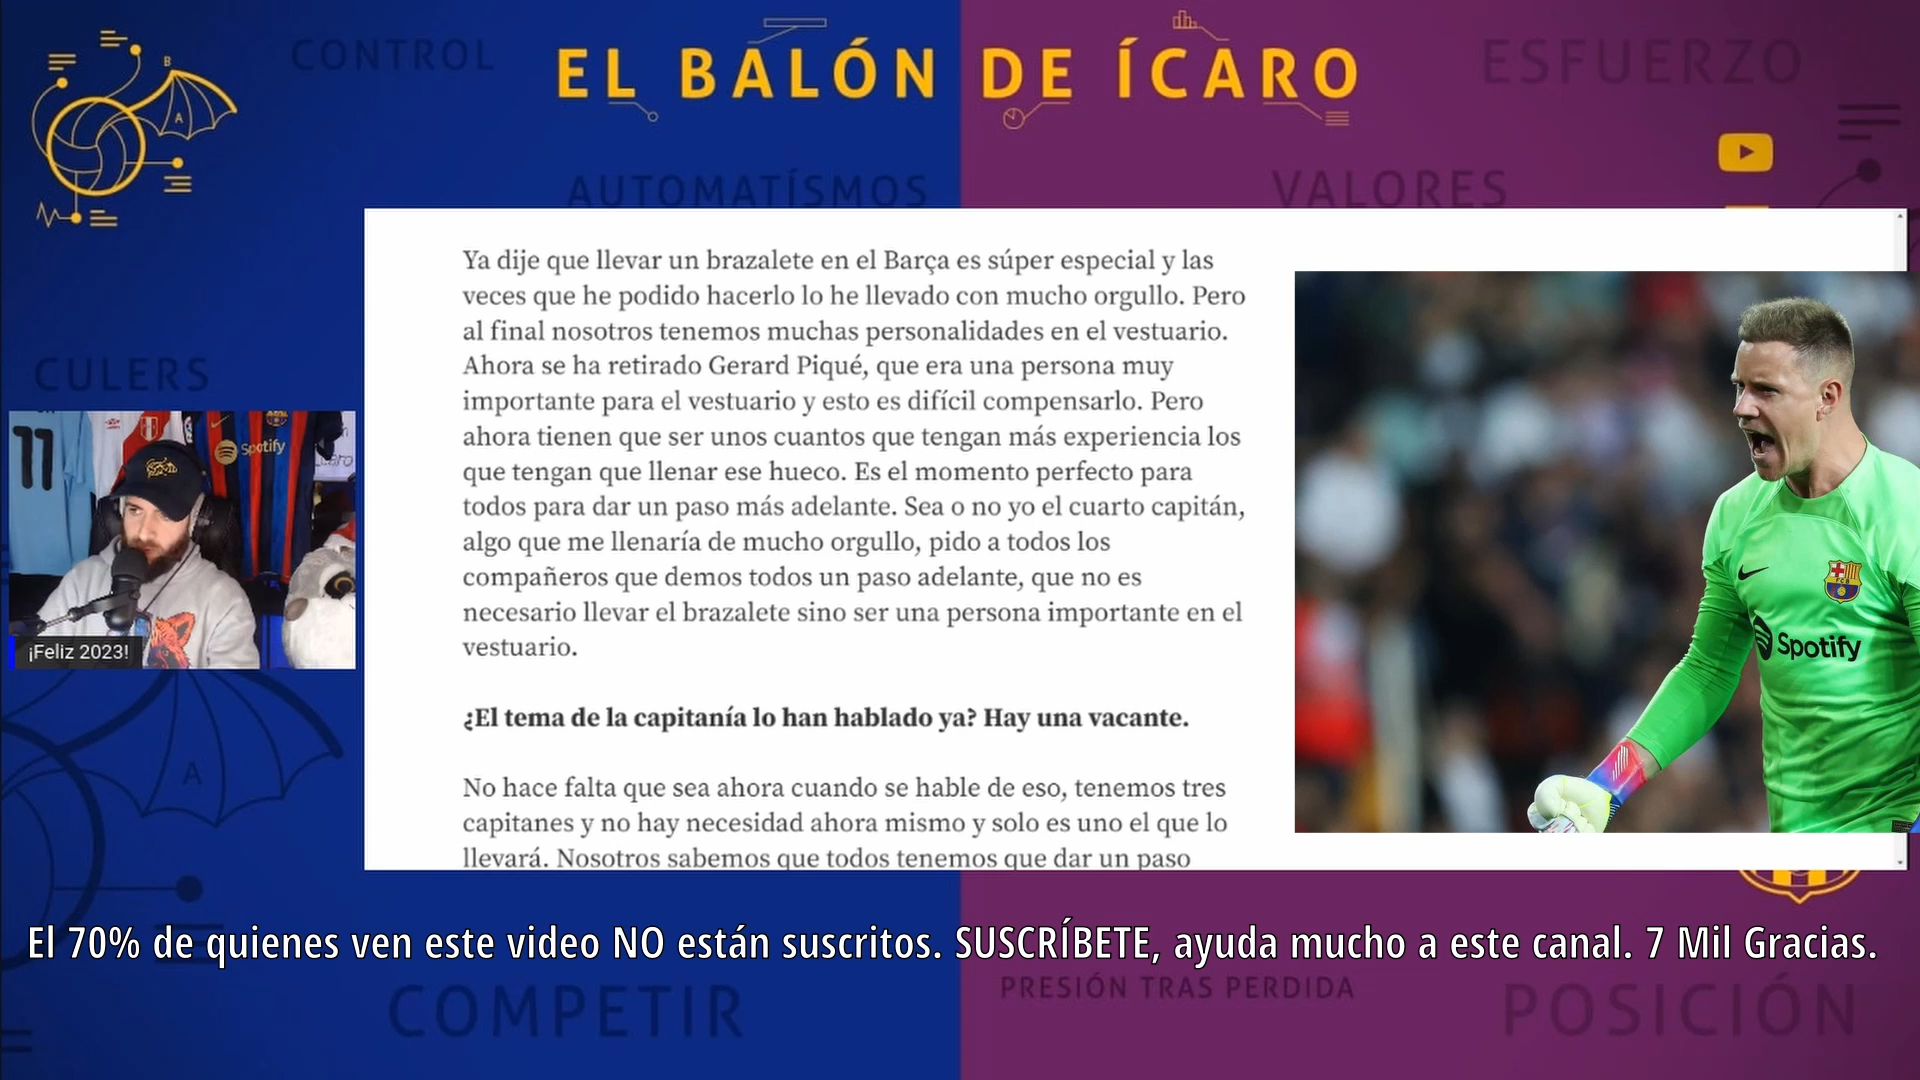 CONTROL
EL BALÓN DE ÍCARO
ESFUERZO
B
A
AUTOMATÍSMOS
VALORES
CULERS
Ya dije que llevar un brazalete en el Barça es súper especial y las
veces que he podido hacerlo lo he llevado con mucho orgullo. Pero
al final nosotros tenemos muchas personalidades en el vestuario.
Ahora se ha retirado Gerard Piqué, que era una persona muy
importante para el vestuario y esto es difícil compensarlo. Pero
ahora tienen que ser unos cuantos que tengan más experiencia los
que tengan que llenar ese hueco. Es el momento perfecto para
todos para dar un paso más adelante. Sea o no yo el cuarto capitán,
algo que me llenaría de mucho orgullo, pido a todos los
compañeros que demos todos un paso adelante, que no es
necesario llevar el brazalete sino ser una persona importante en el
vestuario.
¿El tema de la capitanía lo han hablado ya? Hay una vacante.
No hace falta que sea ahora cuando se hable de eso, tenemos tres
capitanes y no hay necesidad ahora mismo y solo es uno el que lo
llevará. Nosotros sabemos que todos tenemos que dar un paso
11
Spotify
¡Feliz 2023!
FCB
Spotify
A
El 70% de quienes ven este video NO están suscritos. SUSCRÍBETE, ayuda mucho a este canal. 7 Mil Gracias.
COMPETIR
PRESIÓN TRAS PERDIDA
POSICIÓN